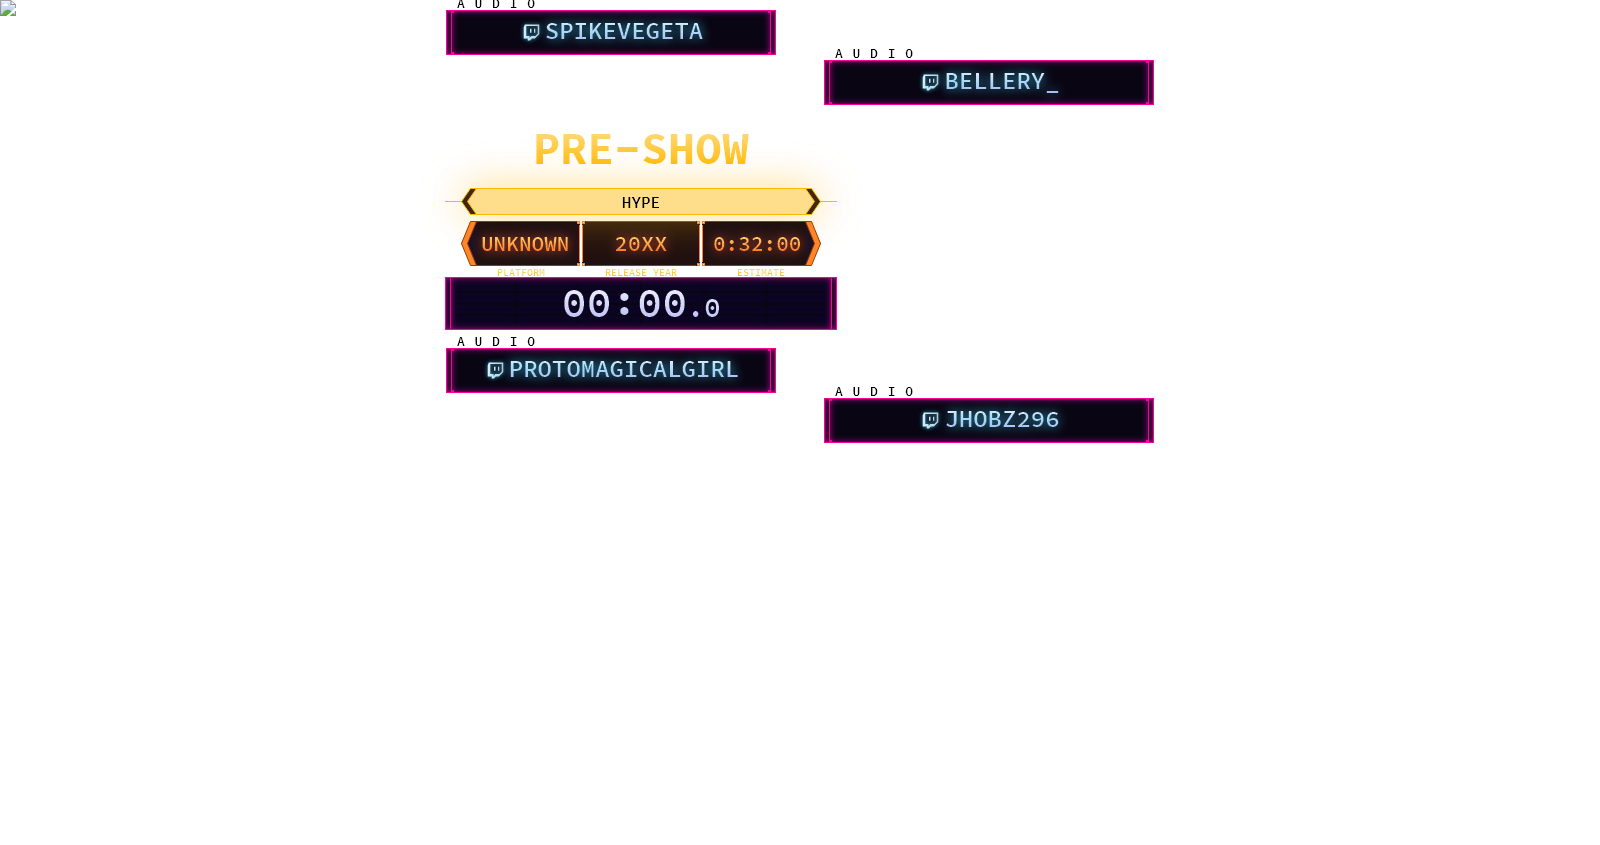 AUDIO
SPIKEVEGETA
AUDIO
BELLERY_
PRE-SHOW
HYPE
UNKNOWN 20XX 0:32:00
PLATFORM RELEASE YEAR ESTIMATE
00:00.0
AUDIO
PROTOMAGICALGIRL
AUDIO
JHOBZ296